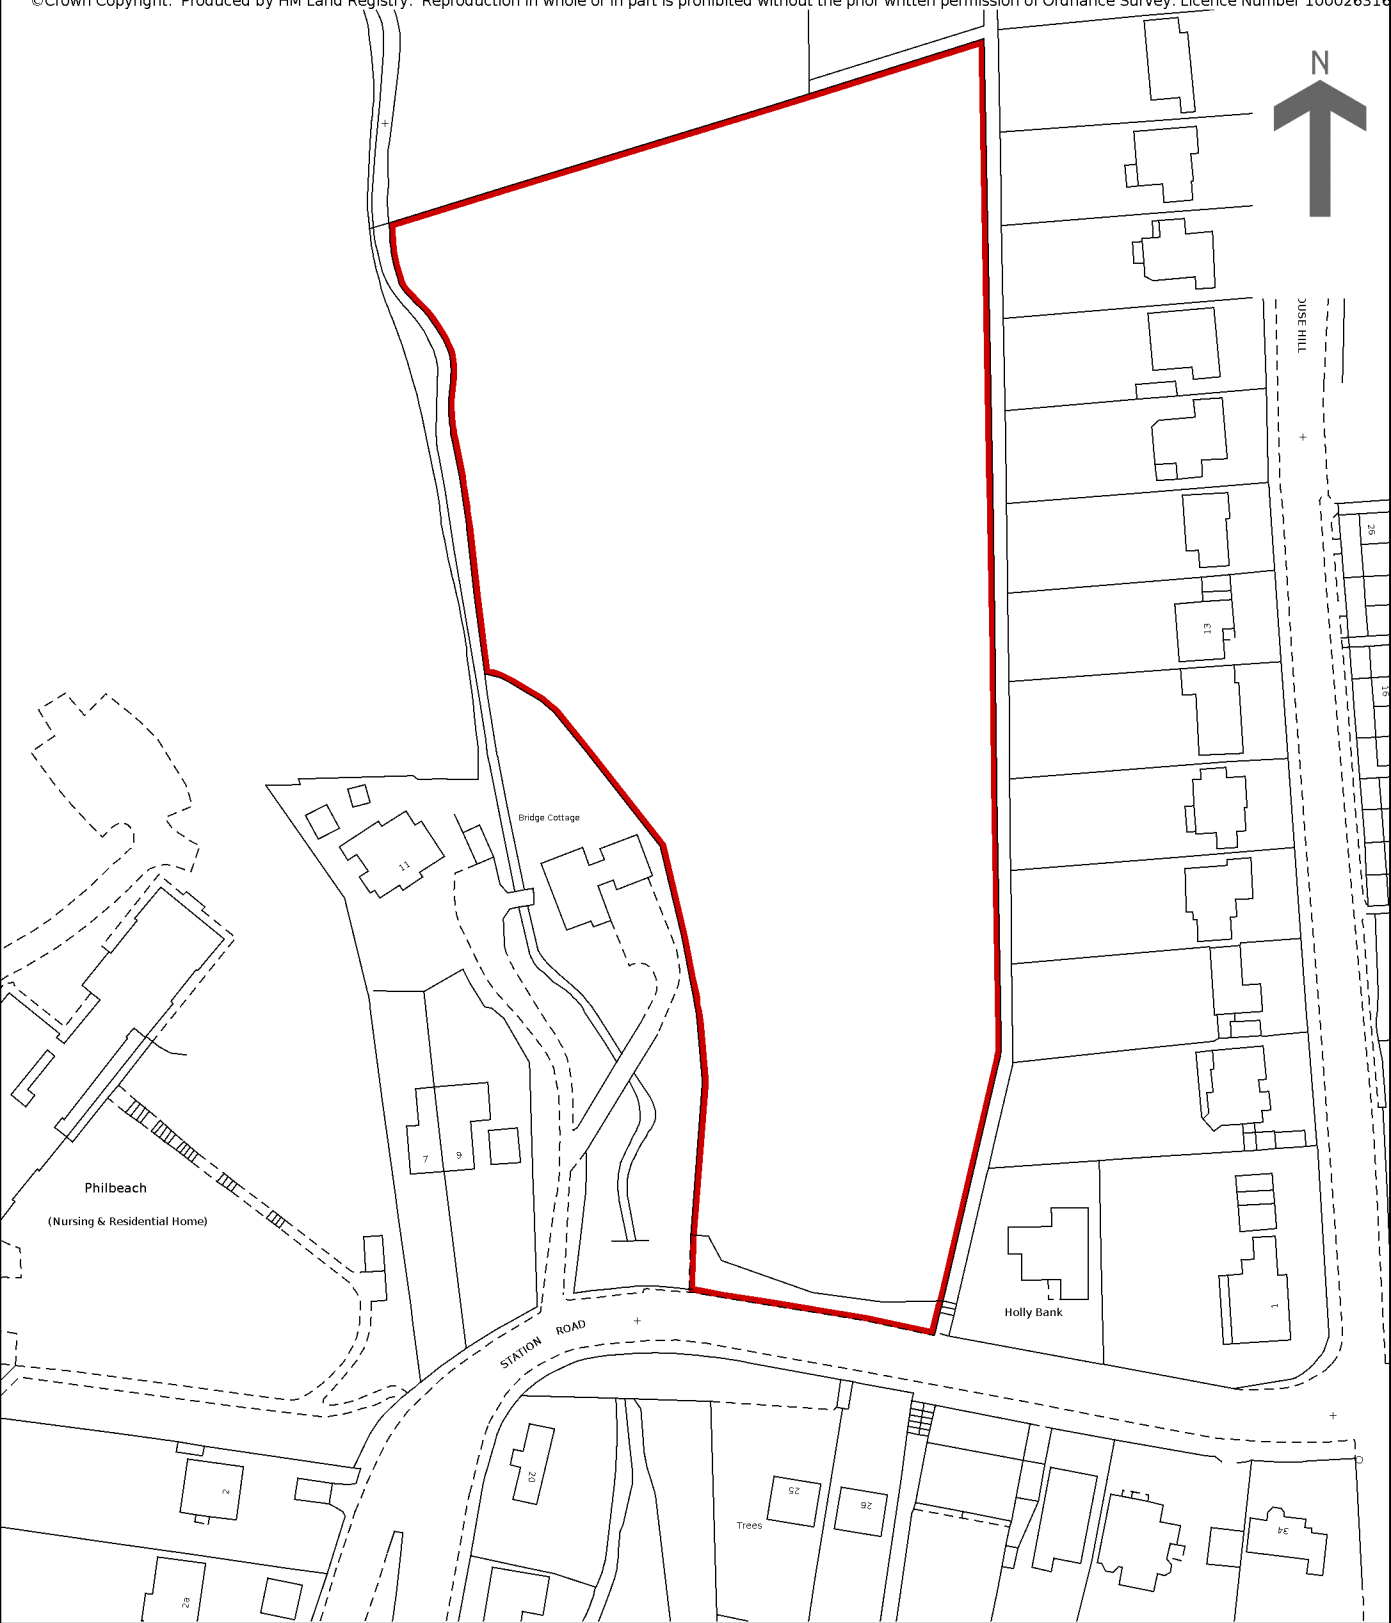 ©Crown Copyright. Produced by HM Land Registry. Reproduction in whole or in part is prohibited without the prior written permission of Ordnance Survey. Licence Number 100026316
N
OUSE HILL
26
13
16
Bridge Cottage
11
7
9
Philbeach
(Nursing & Residential Home)
Holly Bank
1
STATION ROAD
20
2
25
26
Trees
34
2a